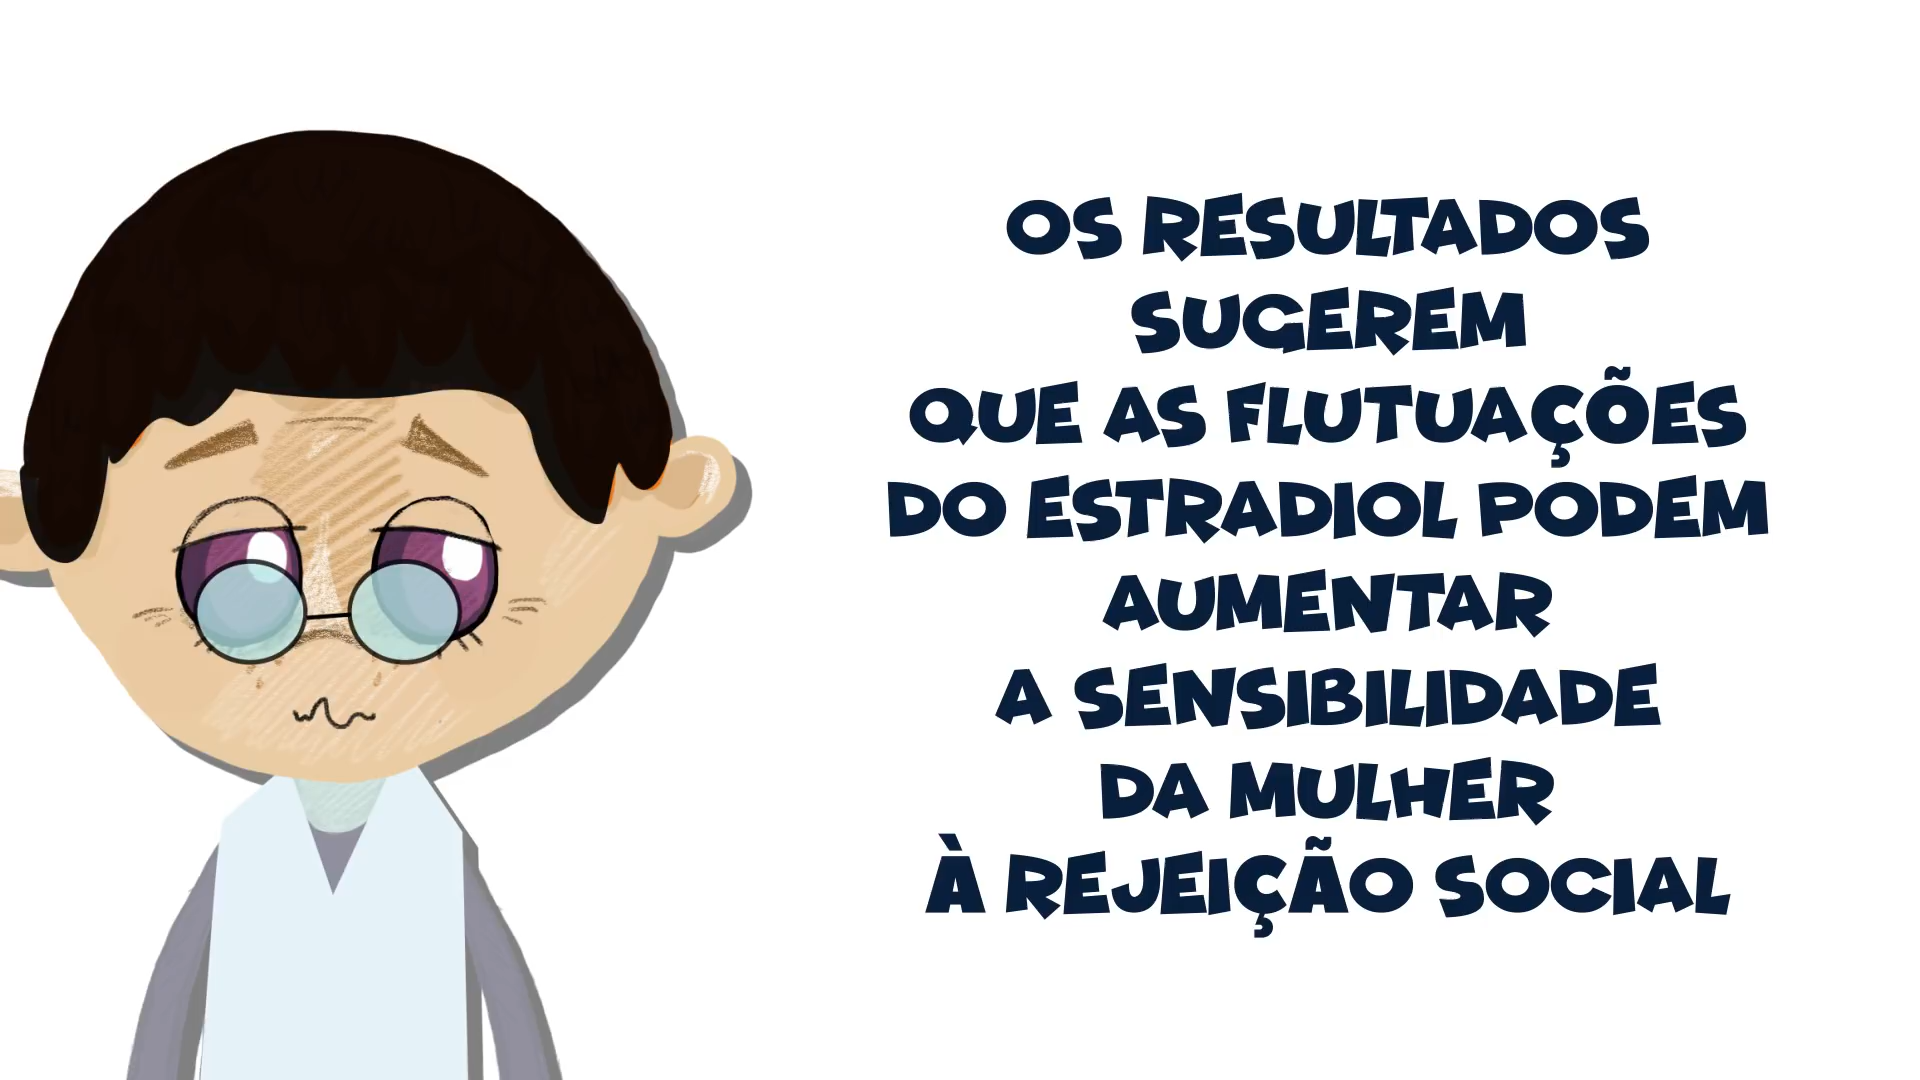 OS RESULTADOS
SUGEREM
QUE AS FLUTUAÇÕES
DO ESTRADIOL PODEM
AUMENTAR
A SENSIBILIDADE
DA MULHER
À REJEIÇÃO SOCIAL